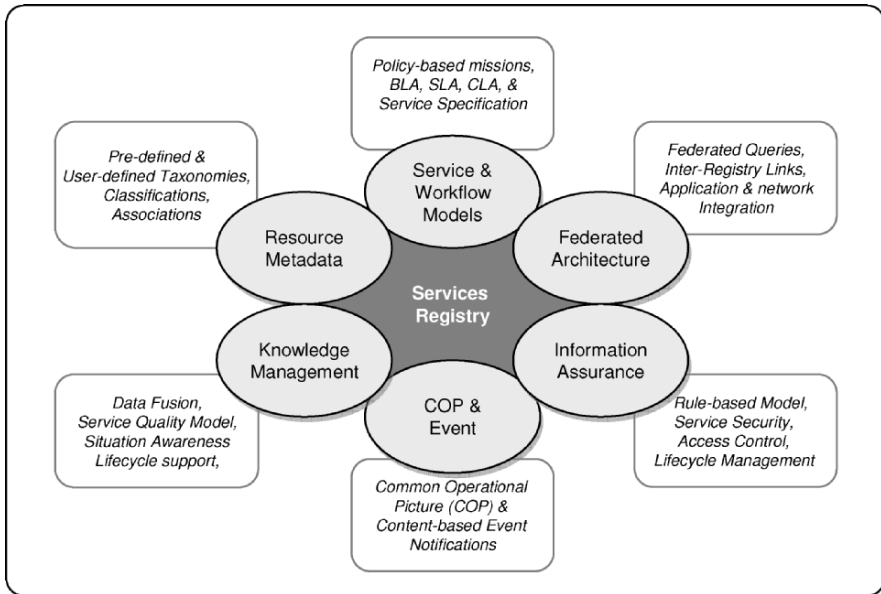 Policy-based missions,
BLA, SLA, CLA, &
Service Specification
Pre-defined &
User-defined Taxonomies,
Classifications,
Associations
Federated Queries,
Inter-Registry Links,
Application & network
Integration
Service &
Workflow
Models
Resource
Metadata
Federated
Architecture
Services
Registry
Knowledge
Management
Information
Assurance
COP &
Event
Data Fusion,
Service Quality Model,
Situation Awareness
Lifecycle support,
Rule-based Model,
Service Security,
Access Control,
Lifecycle Management
Common Operational
Picture (COP) &
Content-based Event
Notifications